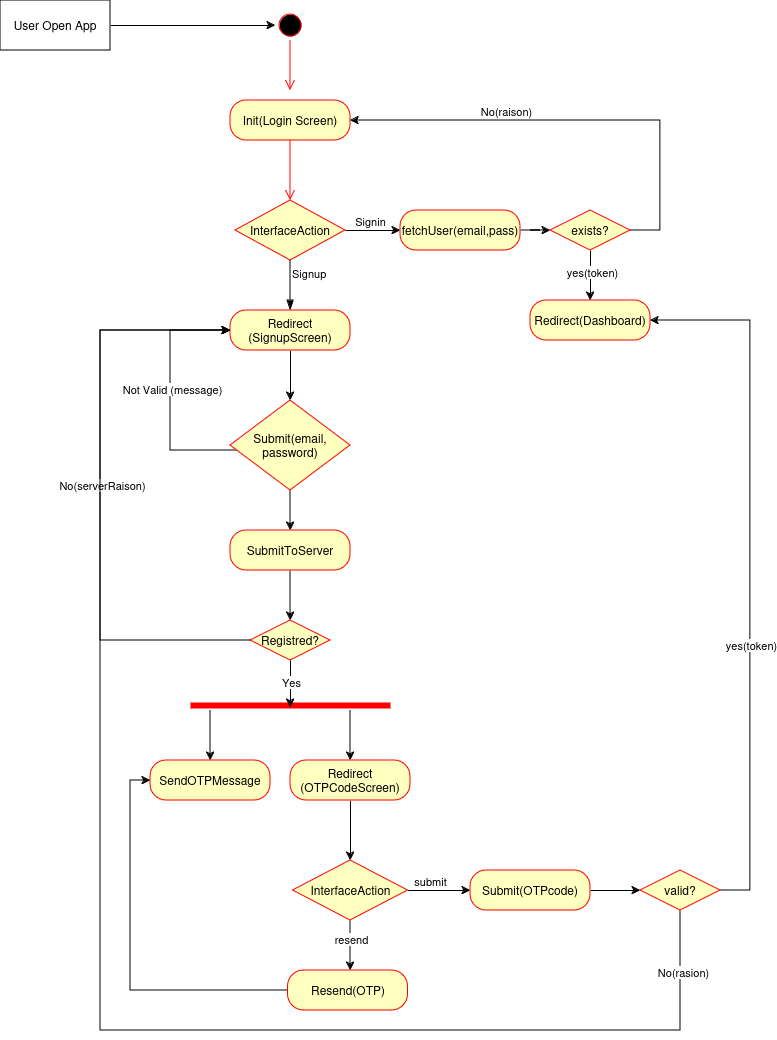 User Open App
No(raison)
Init(Login Screen)
Signin
InterfaceAction
fetchUser(email,pass)
exists?
Signup
yes(token)
Redirect
(SignupScreen)
Redirect(Dashboard)
Not Valid (message)
Submit(email,
password)
No(serverRaison)
SubmitToServer
Registred?
yes(token)
Yes
SendOTPMessage
Redirect
(OTPCodeScreen)
InterfaceAction
submit
Submit(OTPcode)
valid?
resend
No(rasion)
Resend(OTP)